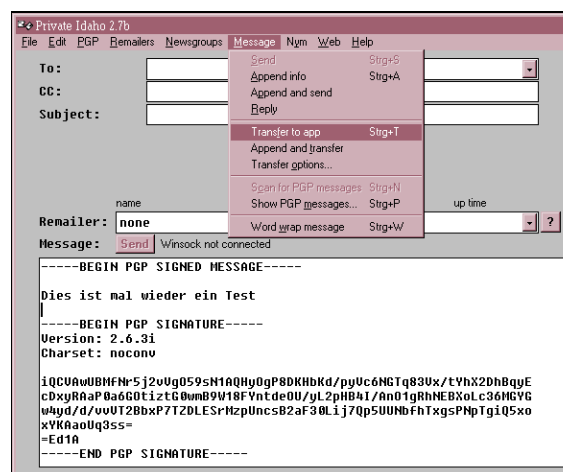 Private Idaho 2.7b
File Edit PGP Remailers Newsgroups Message Nym Web Help
To:
CC:
Subject:
Send Strg+S
Append info Strg+A
Append and send
Reply
Transfer to app Strg+T
Append and transfer
Transfer options...
Scan for PGP messages Strg+N
Show PGP messages... Strg+P
Word wrap message Strg+W
name up time
Remailer: none ?
Message: Send Winsock not connected
-----BEGIN PGP SIGNED MESSAGE-----
Dies ist mal wieder ein Test
-----BEGIN PGP SIGNATURE-----
Version: 2.6.3i
Charset: noconv
iQCVAwUBMfNr5j2vVgO59sN1AQHyOgP8DKHbKd/pyVc6NGTq83Vx/tYhX2DhBqyE
cDxyRAaP0a6GOtiztG0wmB9W18FYntdeOU/yL2pHB4I/AnO1gRhNEBXoLc36MGYG
w4yd/d/vvVT2BbxP7TZDLESrMzpUncsB2aF30Lij7Qp5UUNbfhTxgsPNpTgiQ5xo
xYKAaoUq3ss=
=Ed1A
-----END PGP SIGNATURE-----